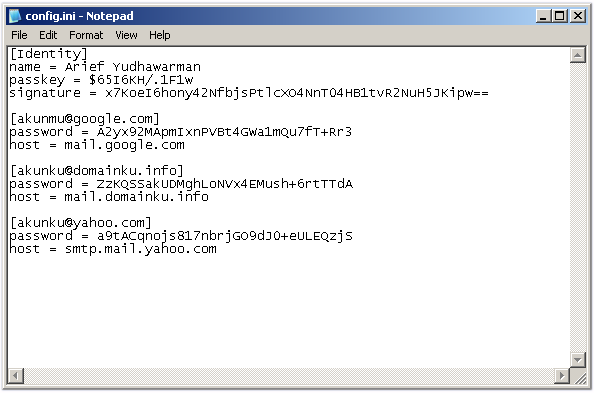 config.ini - Notepad
File Edit Format View Help
[Identity]
name = Arief Yudhawarman
passkey = $65I6KH/.1F1w
signature = x7KoeI6hony42NfbjsPtlcXO4NnT04HB1tvR2NuH5JKipw==
[akunmu@google.com]
password = A2yx92MApmIxnPVBt4GWa1mQu7fT+Rr3
host = mail.google.com
[akunku@domainku.info]
password = ZzKQSSakUDMghLoNVx4EMush+6rtTTdA
host = mail.domainku.info
[akunku@yahoo.com]
password = a9tACqnojs817nbrjGO9dJ0+eULEQzjS
host = smtp.mail.yahoo.com